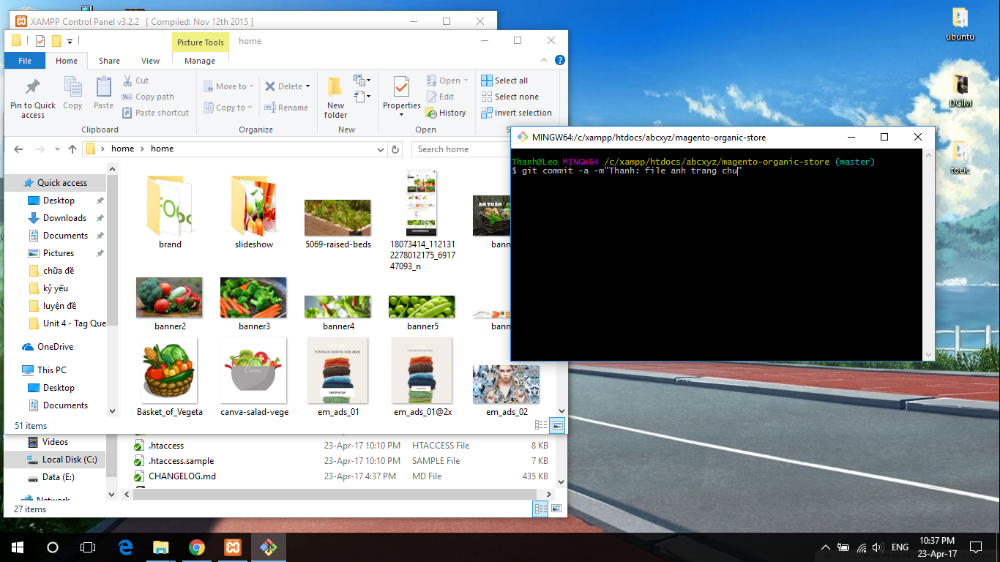 XAMPP Control Panel v3.2.2 [ Compiled: Nov 12th 2015 ]
Picture Tools
home
File
Home
Share
View
Manage
Pin to Quick access
Copy
Paste
Cut
Copy path
Paste shortcut
Clipboard
Move to
Copy to
Delete
Rename
Organize
New folder
New
Properties
Open
Edit
History
Open
Select all
Select none
Invert selection
home
home
Search home
Quick access
Desktop
Downloads
Documents
Pictures
chữa đề
kỷ yếu
luyện đề
Unit 4 - Tag Que
OneDrive
This PC
Desktop
Documents
brand
slideshow
5069-raised-beds
18073414_112131
2278012175_6917
47093_n
AN TOÀN
bann
banner2
banner3
banner4
banner5
bann
Basket_of_Vegeta
canva-salad-vege
em_ads_01
em_ads_01@2x
em_ads_02
SHOP NOW
51 items
Videos
Local Disk (C:)
Data (E:)
Network
.htaccess 23-Apr-17 10:10 PM HTACCESS File 8 KB
.htaccess.sample 23-Apr-17 10:10 PM SAMPLE File 7 KB
CHANGELOG.md 23-Apr-17 4:37 PM MD File 435 KB
27 items
MINGW64:/c/xampp/htdocs/abcxyz/magento-organic-store
Thanh@Leo MINGW64 /c/xampp/htdocs/abcxyz/magento-organic-store (master)
$ git commit -a -m"Thanh: file anh trang chu"
ubuntu
DCIM
toeic
ENG
10:37 PM
23-Apr-17